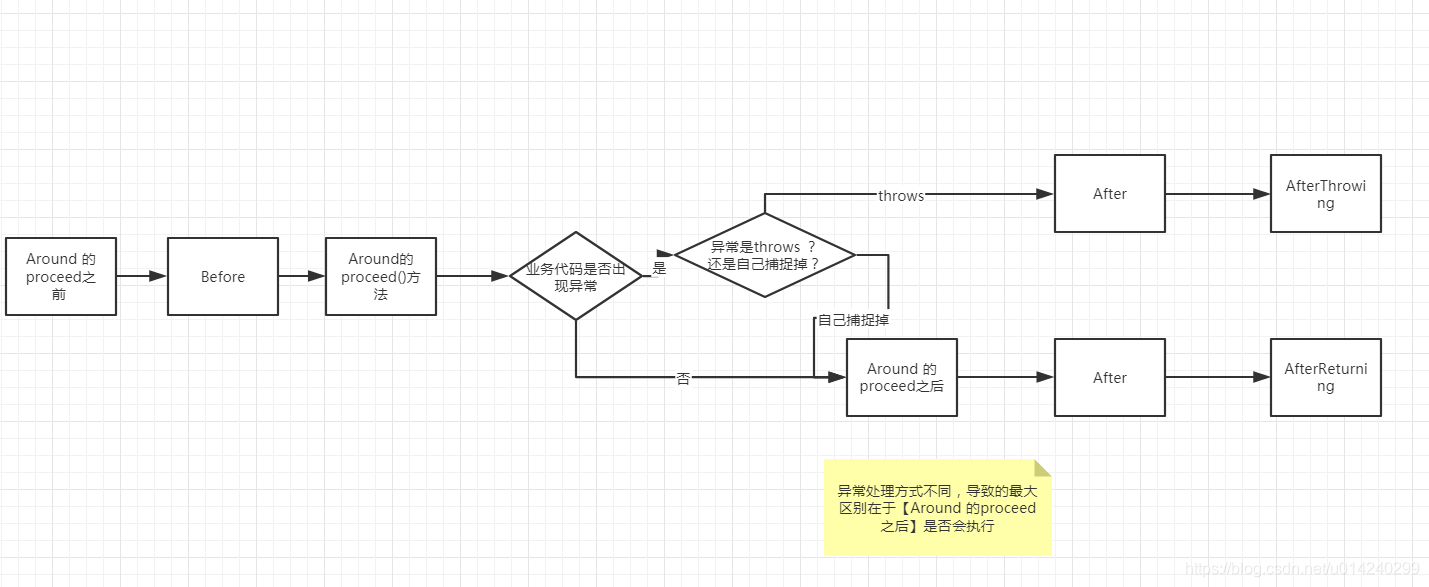 Around 的
proceed之
前
Before
Around的
proceed()方
法
业务代码是否出
现异常
是
异常是throws ？
还是自己捕捉掉？
throws
After
AfterThrowi
ng
自己捕捉掉
否
Around 的
proceed之后
After
AfterReturni
ng
异常处理方式不同，导致的最大
区别在于【Around 的proceed
之后】是否会执行
https://blog.csdn.net/u014240299